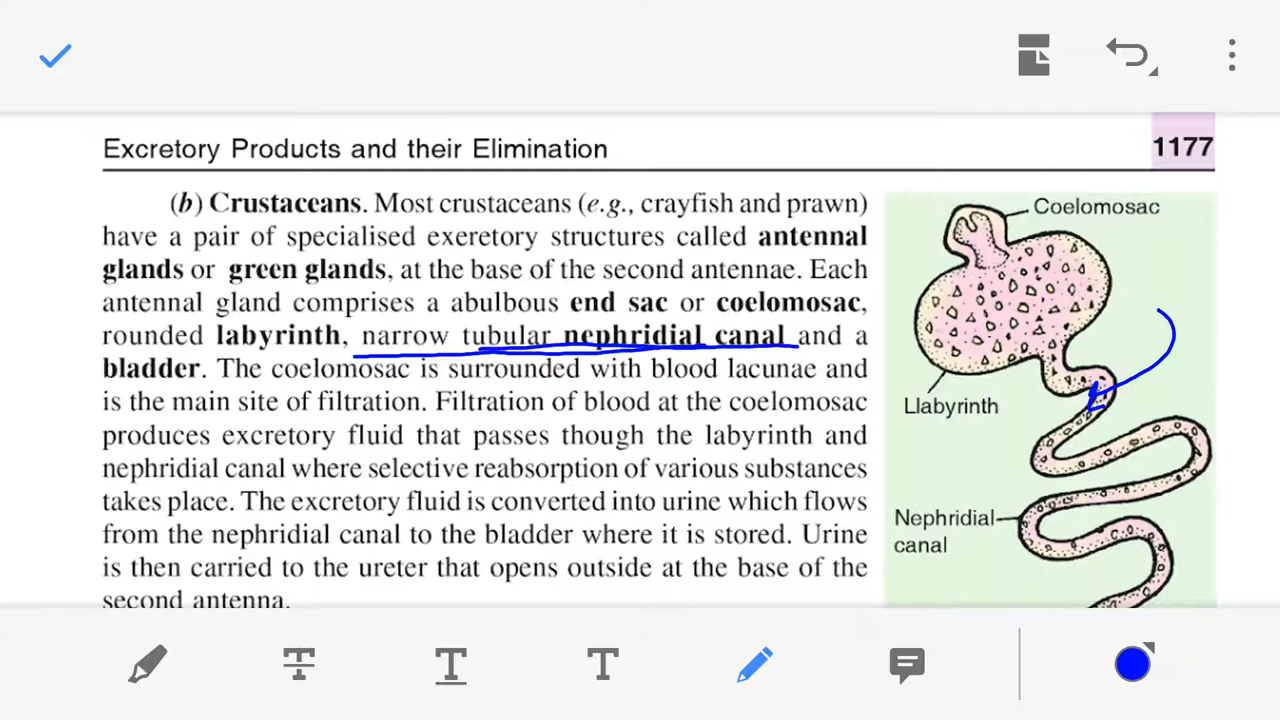 Excretory Products and their Elimination
1177
(b) Crustaceans. Most crustaceans (e.g., crayfish and prawn)
have a pair of specialised exeretory structures called antennal
glands or green glands, at the base of the second antennae. Each
antennal gland comprises a abulbous end sac or coelomosac,
rounded labyrinth, narrow tubular nephridial canal and a
bladder. The coelomosac is surrounded with blood lacunae and
is the main site of filtration. Filtration of blood at the coelomosac
produces excretory fluid that passes though the labyrinth and
nephridial canal where selective reabsorption of various substances
takes place. The excretory fluid is converted into urine which flows
from the nephridial canal to the bladder where it is stored. Urine
is then carried to the ureter that opens outside at the base of the
second antenna.
Coelomosac
Llabyrinth
Nephridial
canal
T
T
T